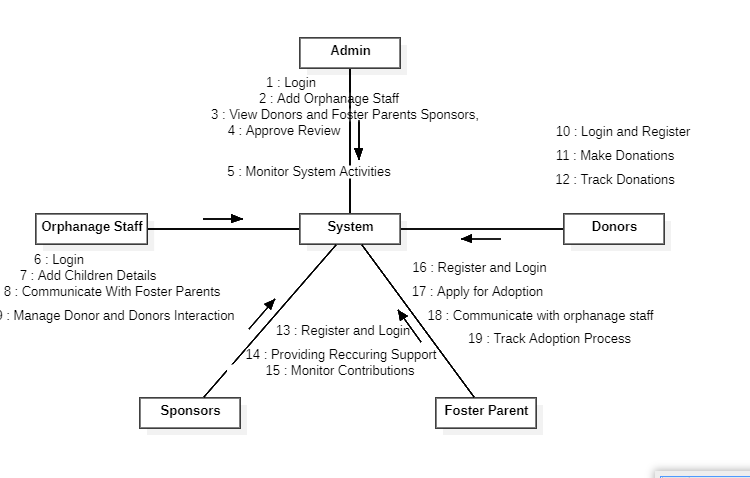 Admin
1 : Login
2 : Add Orphanage Staff
3 : View Donors and Foster Parents Sponsors,
4 : Approve Review
5 : Monitor System Activities
10 : Login and Register
11 : Make Donations
12 : Track Donations
Orphanage Staff
System
Donors
6 : Login
7 : Add Children Details
8 : Communicate With Foster Parents
9 : Manage Donor and Donors Interaction
16 : Register and Login
17 : Apply for Adoption
18 : Communicate with orphanage staff
19 : Track Adoption Process
13 : Register and Login
14 : Providing Reccuring Support
15 : Monitor Contributions
Sponsors
Foster Parent